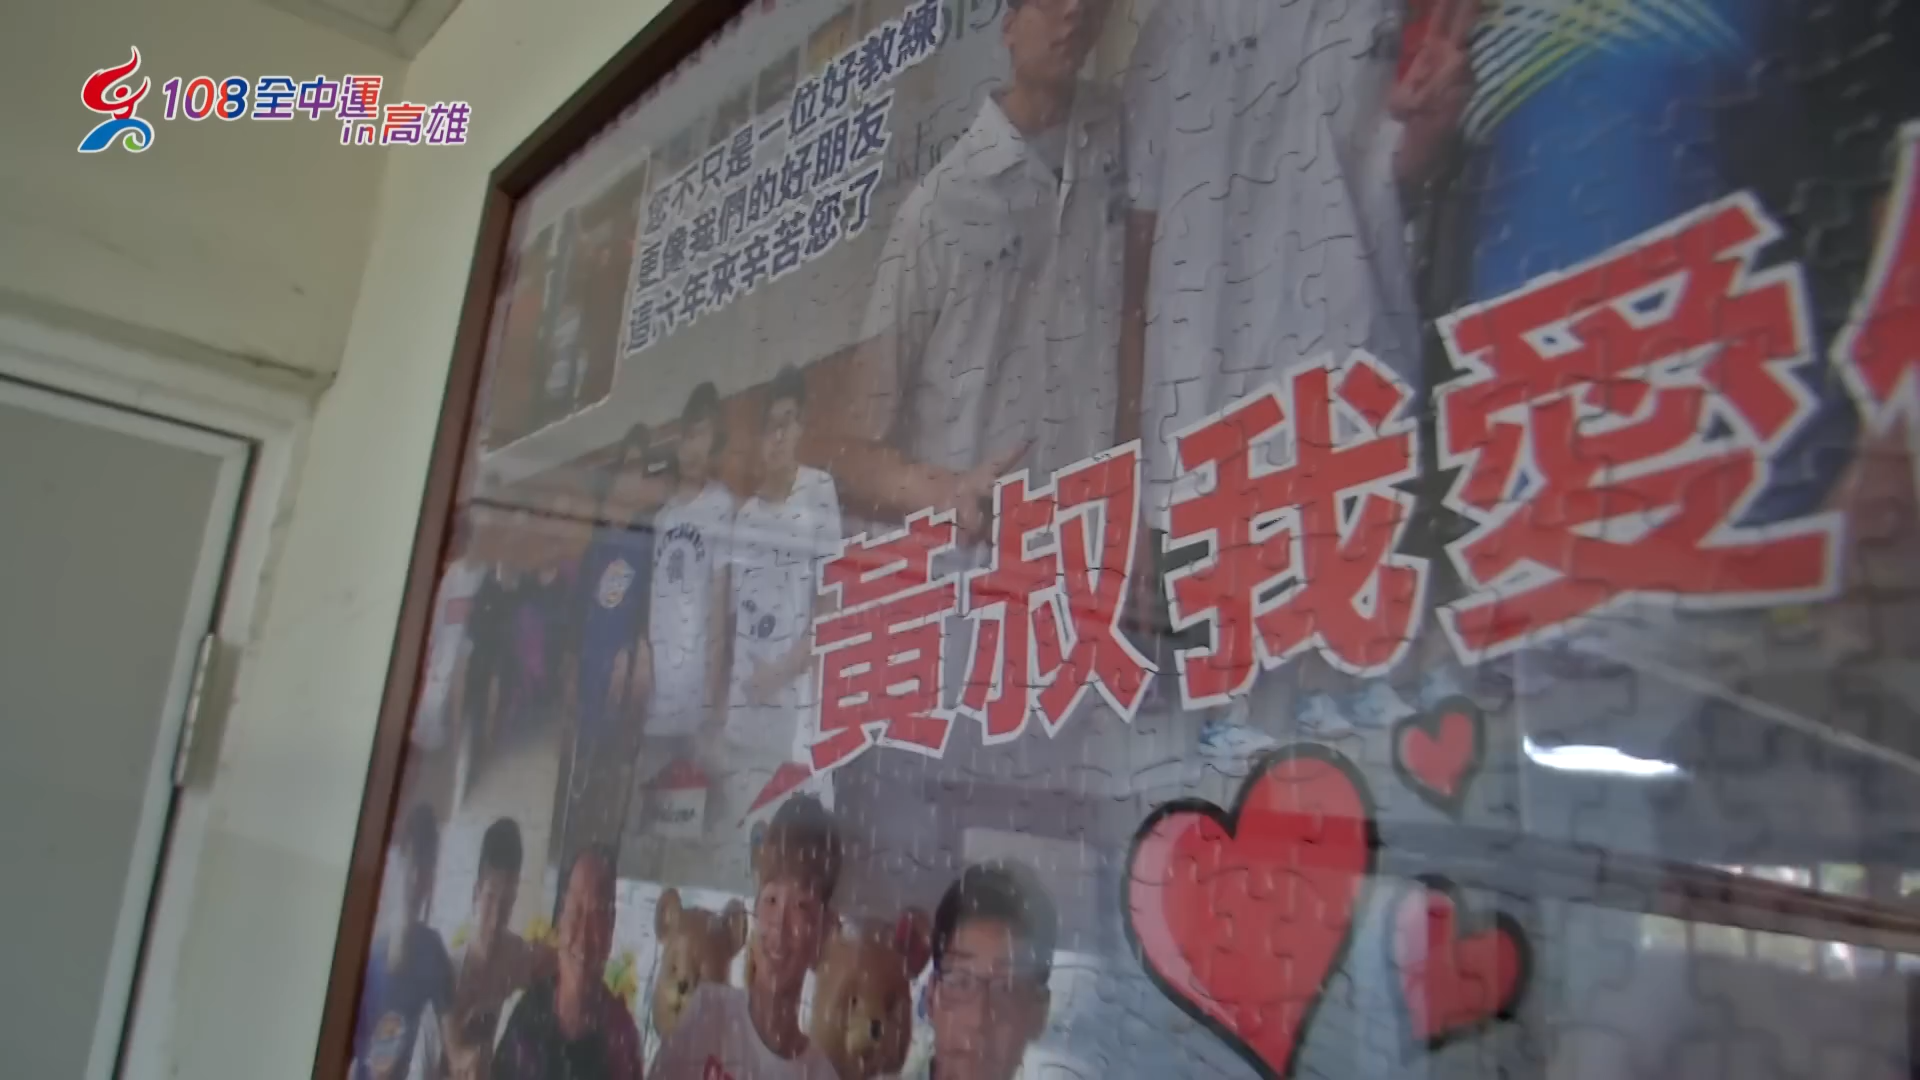 108全中運
in高雄
您不只是一位好教練
更像我們的好朋友
這六年來辛苦您了
黃叔我愛